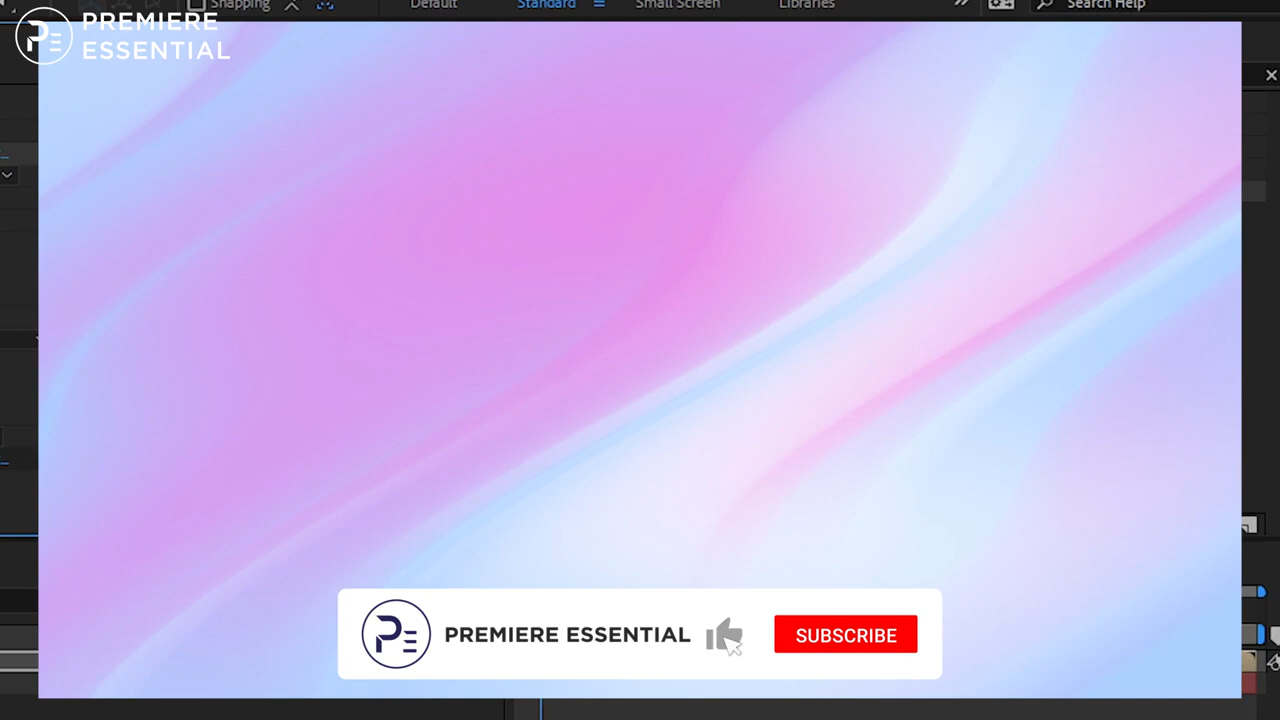 Snapping
Default
Standard
Small Screen
Libraries
Search Help
PREMIERE
ESSENTIAL
PREMIERE ESSENTIAL
SUBSCRIBE